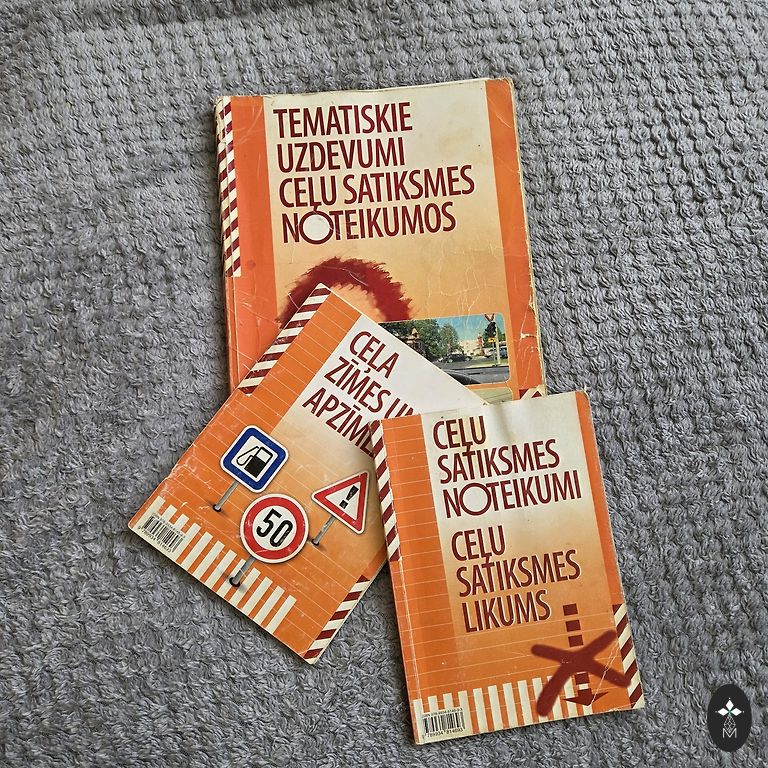 TEMATISKIE
UZDEVUMI
CEĻU SATIKSMES
NOTEIKUMOS
CEĻA
ZĪMES
50
CEĻU
SATIKSMES
NOTEIKUMI
CEĻU
SATIKSMES
LIKUMS